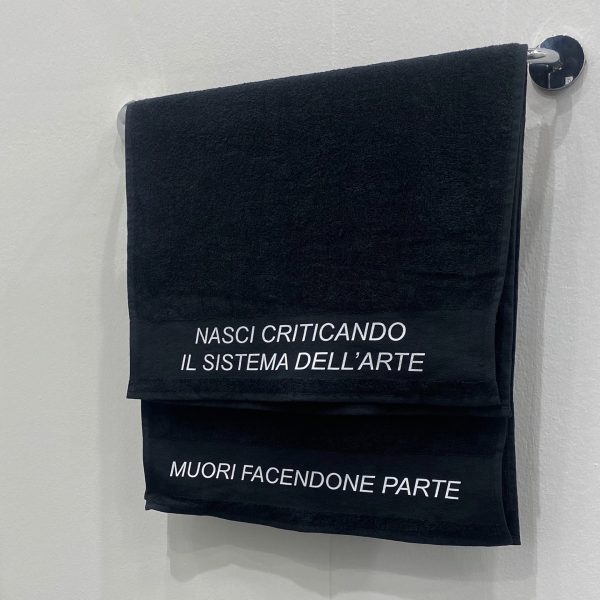 NASCI CRITICANDO
IL SISTEMA DELL'ARTE
MUORI FACENDONE PARTE